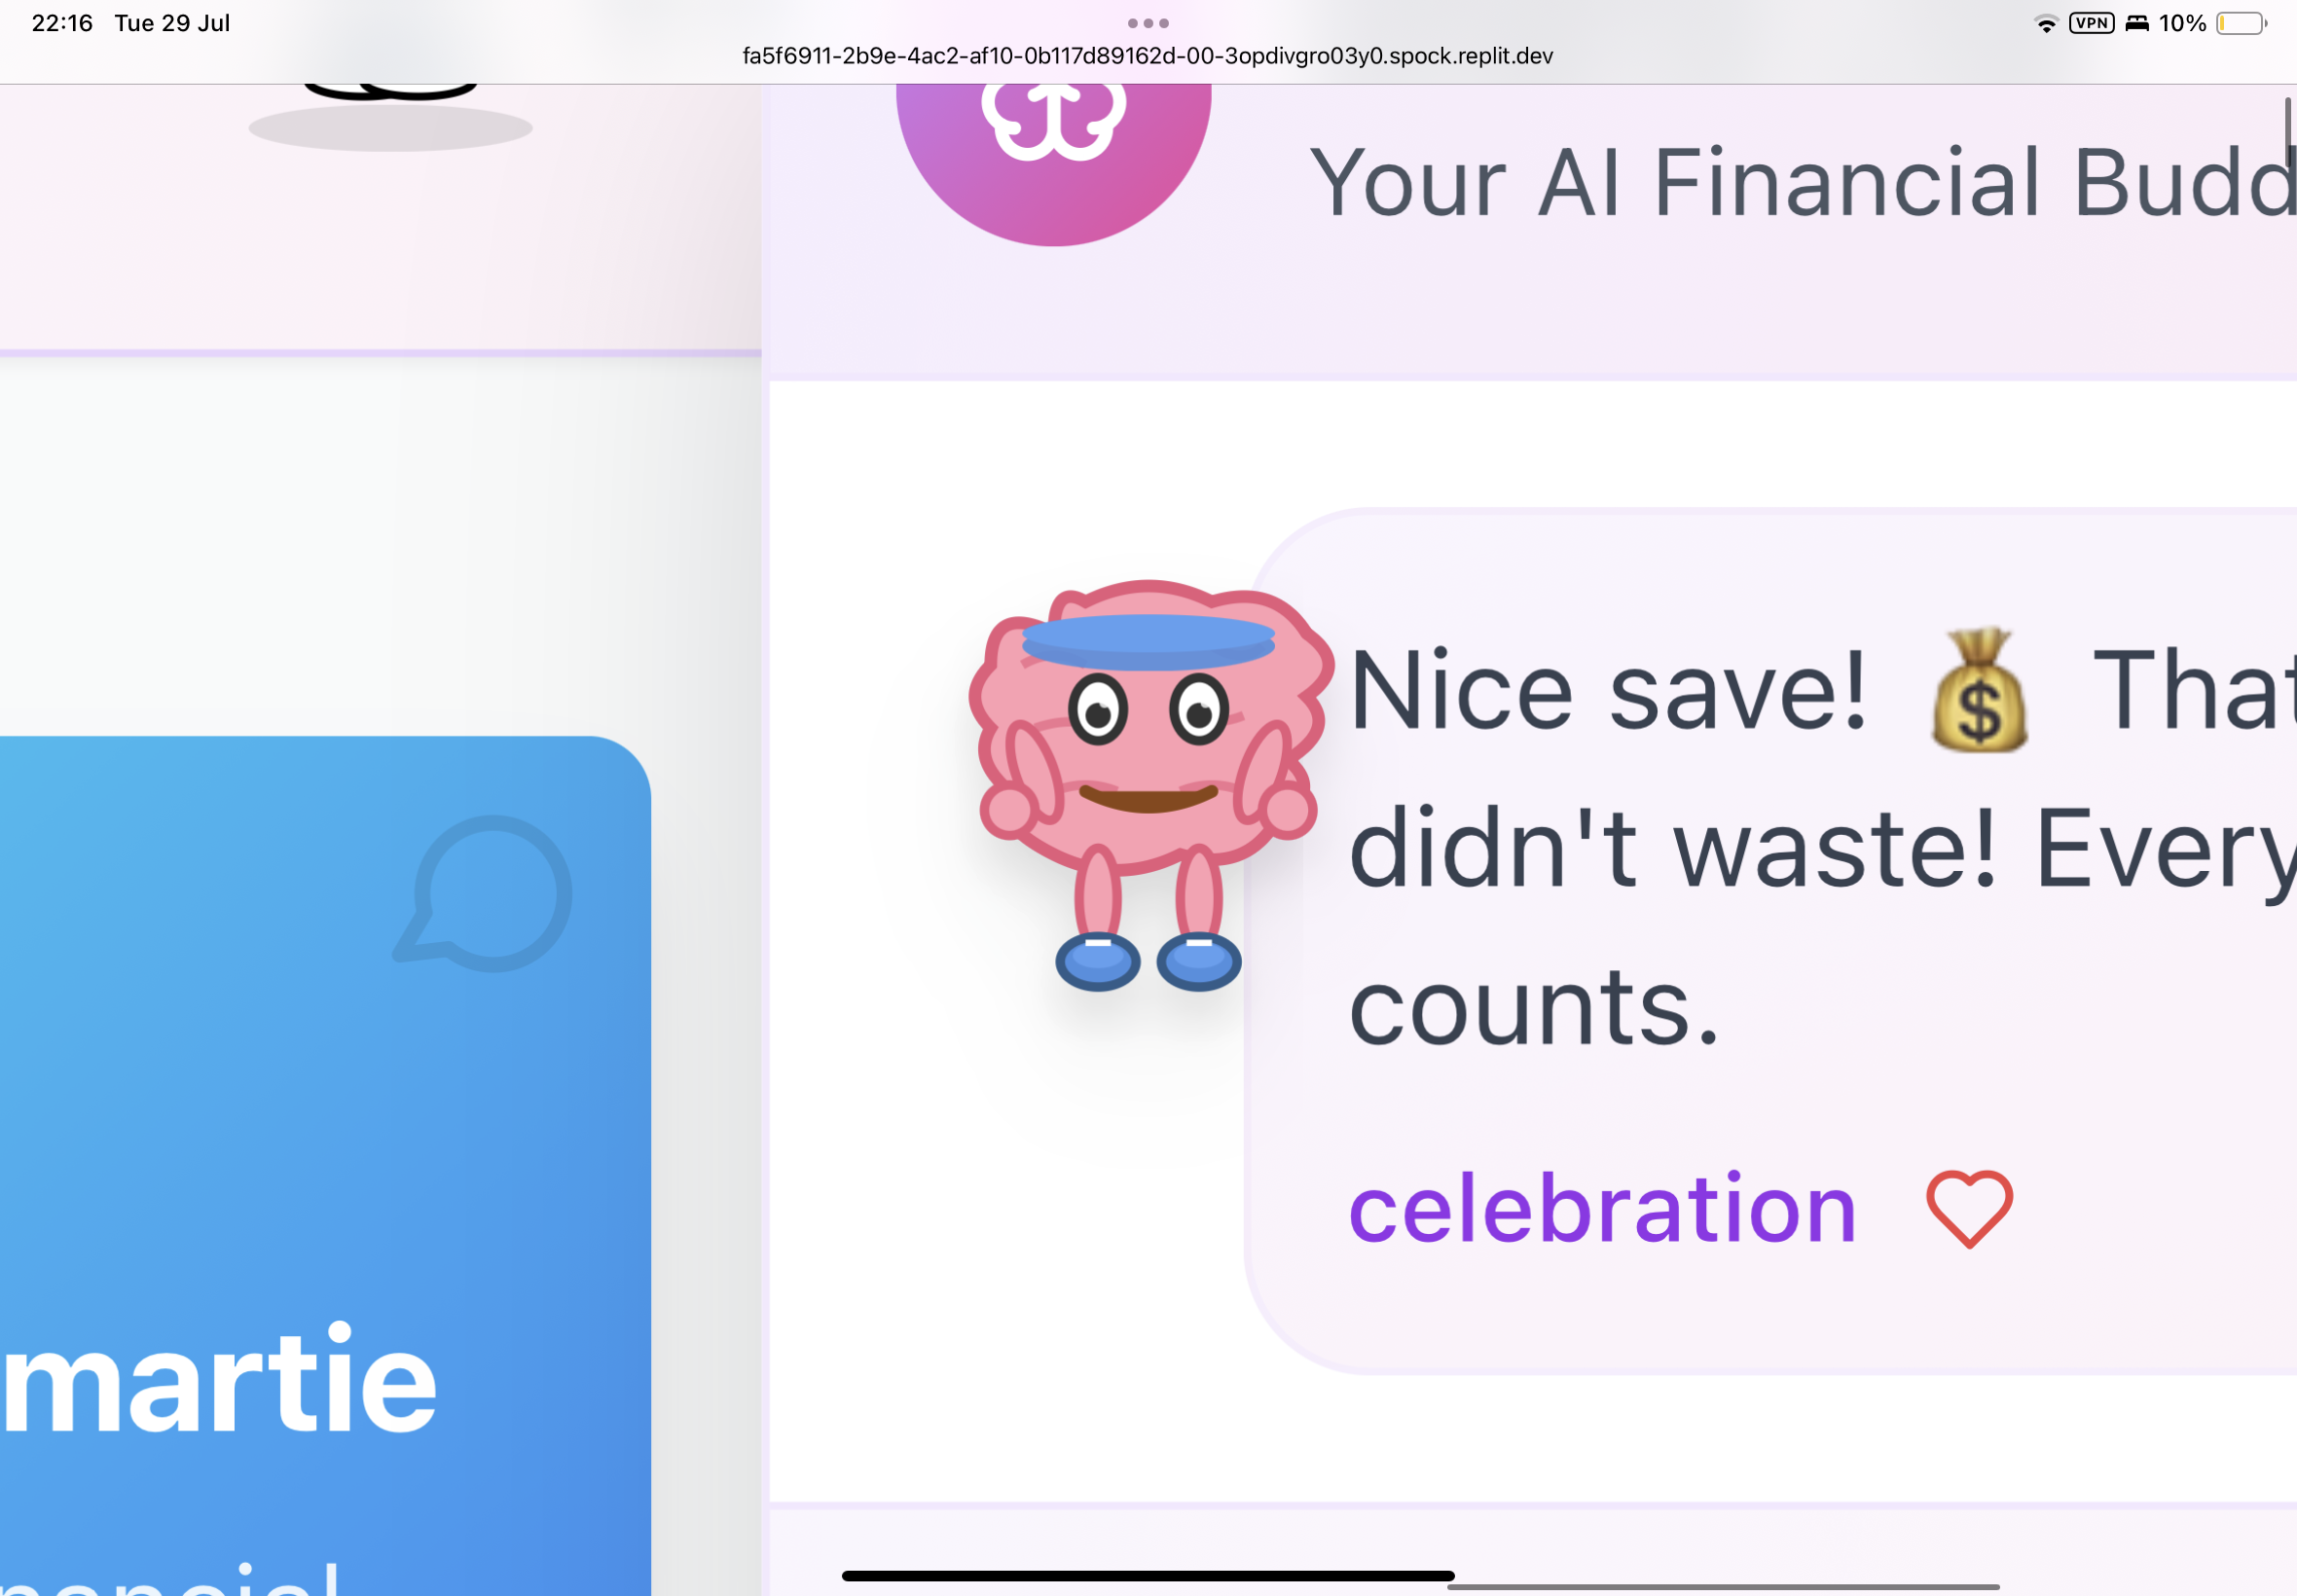 22:16 Tue 29 Jul
VPN 10%
fa5f6911-2b9e-4ac2-af10-0b117d89162d-00-3opdivgro03y0.spock.replit.dev
Your AI Financial Budd
Nice save! 💰 That
didn't waste! Every
counts.
celebration
martie
nancial